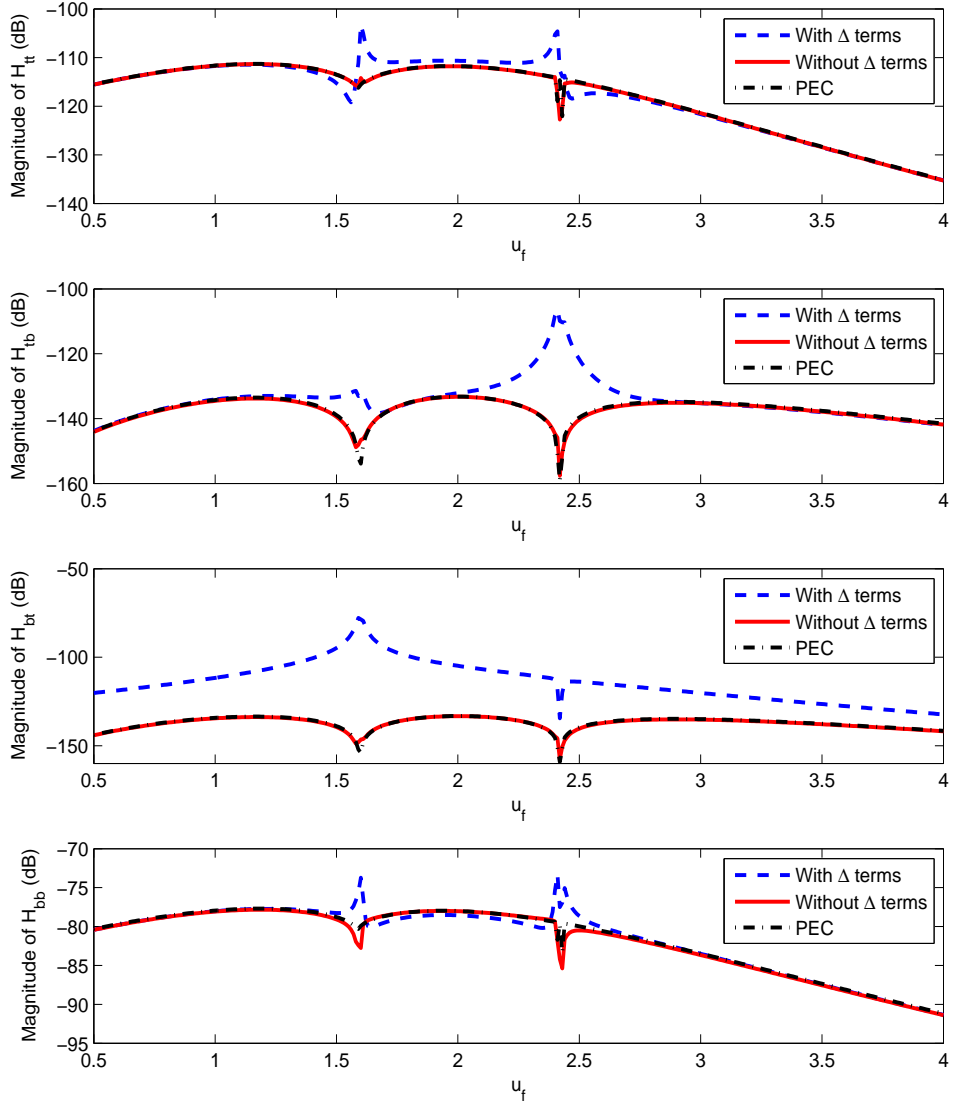 Magnitude of H_tt (dB)
-100
-110
-120
-130
-140
0.5 1 1.5 2 2.5 3 3.5 4
u_f
With Δ terms
Without Δ terms
PEC
Magnitude of H_tb (dB)
-100
-120
-140
-160
0.5 1 1.5 2 2.5 3 3.5 4
u_f
With Δ terms
Without Δ terms
PEC
Magnitude of H_bt (dB)
-50
-100
-150
0.5 1 1.5 2 2.5 3 3.5 4
u_f
With Δ terms
Without Δ terms
PEC
Magnitude of H_bb (dB)
-70
-75
-80
-85
-90
-95
0.5 1 1.5 2 2.5 3 3.5 4
u_f
With Δ terms
Without Δ terms
PEC